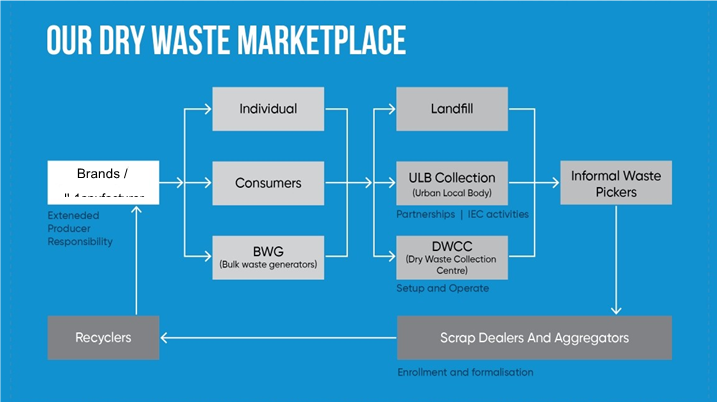 OUR DRY WASTE MARKETPLACE
Individual
Landfill
Brands /
Consumers
ULB Collection
(Urban Local Body)
Informal Waste
Pickers
Exteneded
Producer
Responsibility
Partnerships | IEC activities
BWG
(Bulk waste generators)
DWCC
(Dry Waste Collection
Centre)
Setup and Operate
Recyclers
Scrap Dealers And Aggregators
Enrollment and formalisation